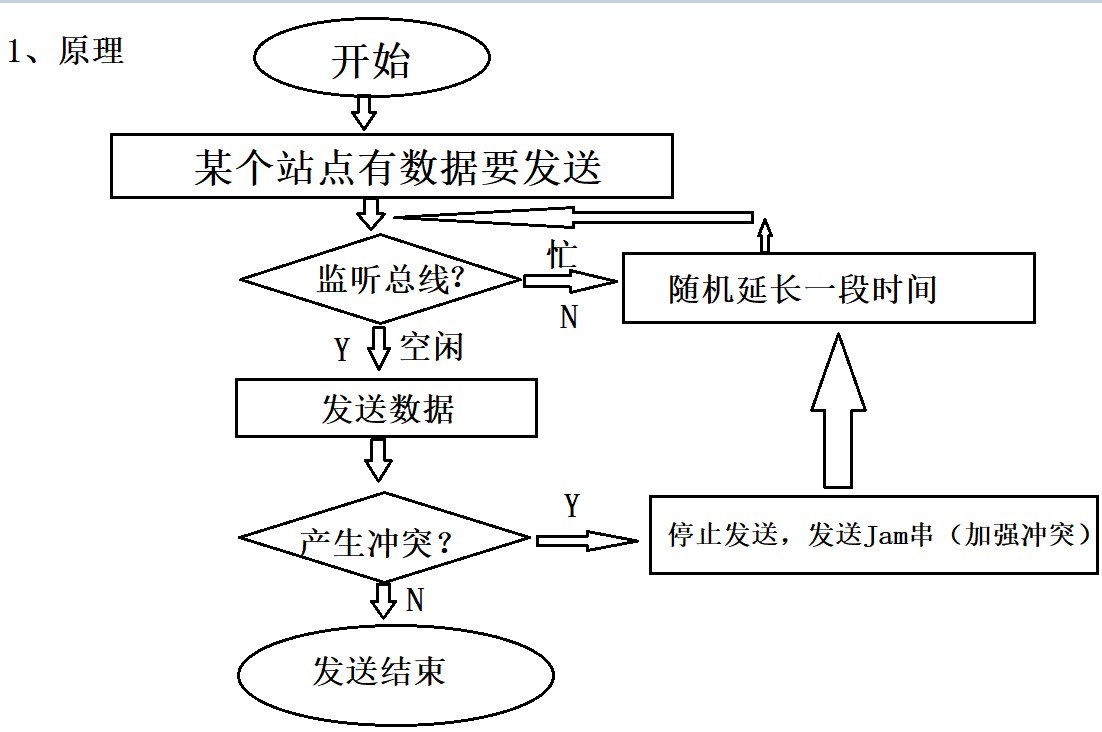 1、原理
开始
某个站点有数据要发送
监听总线？
忙
N
随机延长一段时间
Y
空闲
发送数据
产生冲突？
Y
停止发送，发送Jam串（加强冲突）
N
发送结束